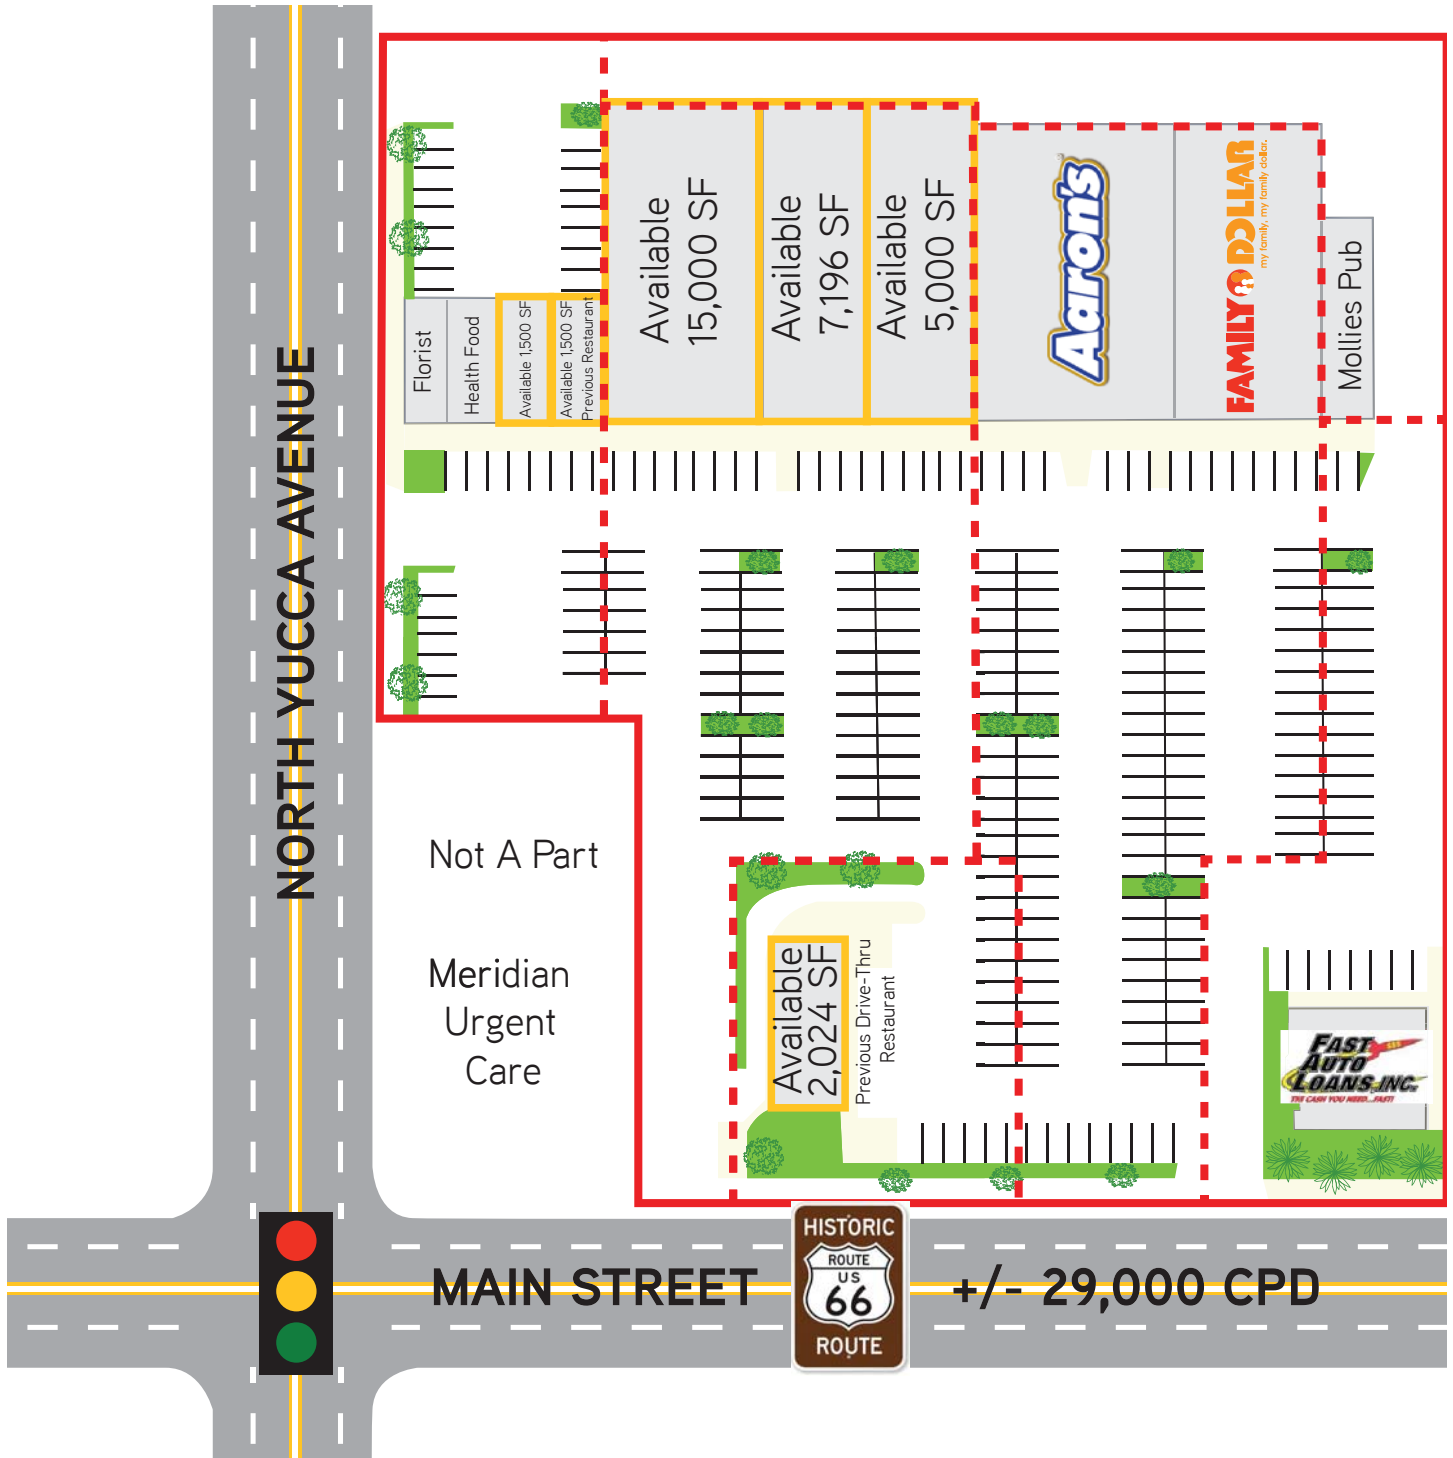 NORTH YUCCA AVENUE
Florist
Health Food
Available 1,500 SF
Available 1,500 SF
Previous Restaurant
Available
15,000 SF
Available
7,196 SF
Available
5,000 SF
Aaron's
FAMILY DOLLAR
my family, my family dollar.
Mollies Pub
Not A Part
Meridian
Urgent
Care
Available
2,024 SF
Previous Drive-Thru
Restaurant
FAST
AUTO
LOANS, INC.
THE CASH YOU NEED...FAST!
MAIN STREET
HISTORIC
ROUTE
US
66
ROUTE
+/- 29,000 CPD